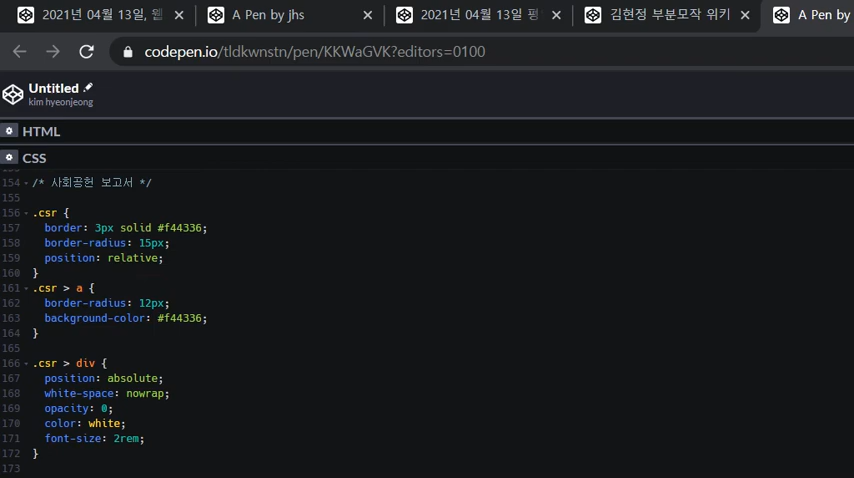 2021년 04월 13일, 웹
A Pen by jhs
2021년 04월 13일 평
김현정 부분모작 위키
A Pen by
codepen.io/tldkwnstn/pen/KKWaGVK?editors=0100
Untitled
kim hyeonjeong
HTML
CSS
154 /* 사회공헌 보고서 */
155
156 .csr {
157 border: 3px solid #f44336;
158 border-radius: 15px;
159 position: relative;
160 }
161 .csr > a {
162 border-radius: 12px;
163 background-color: #f44336;
164 }
165
166 .csr > div {
167 position: absolute;
168 white-space: nowrap;
169 opacity: 0;
170 color: white;
171 font-size: 2rem;
172 }
173